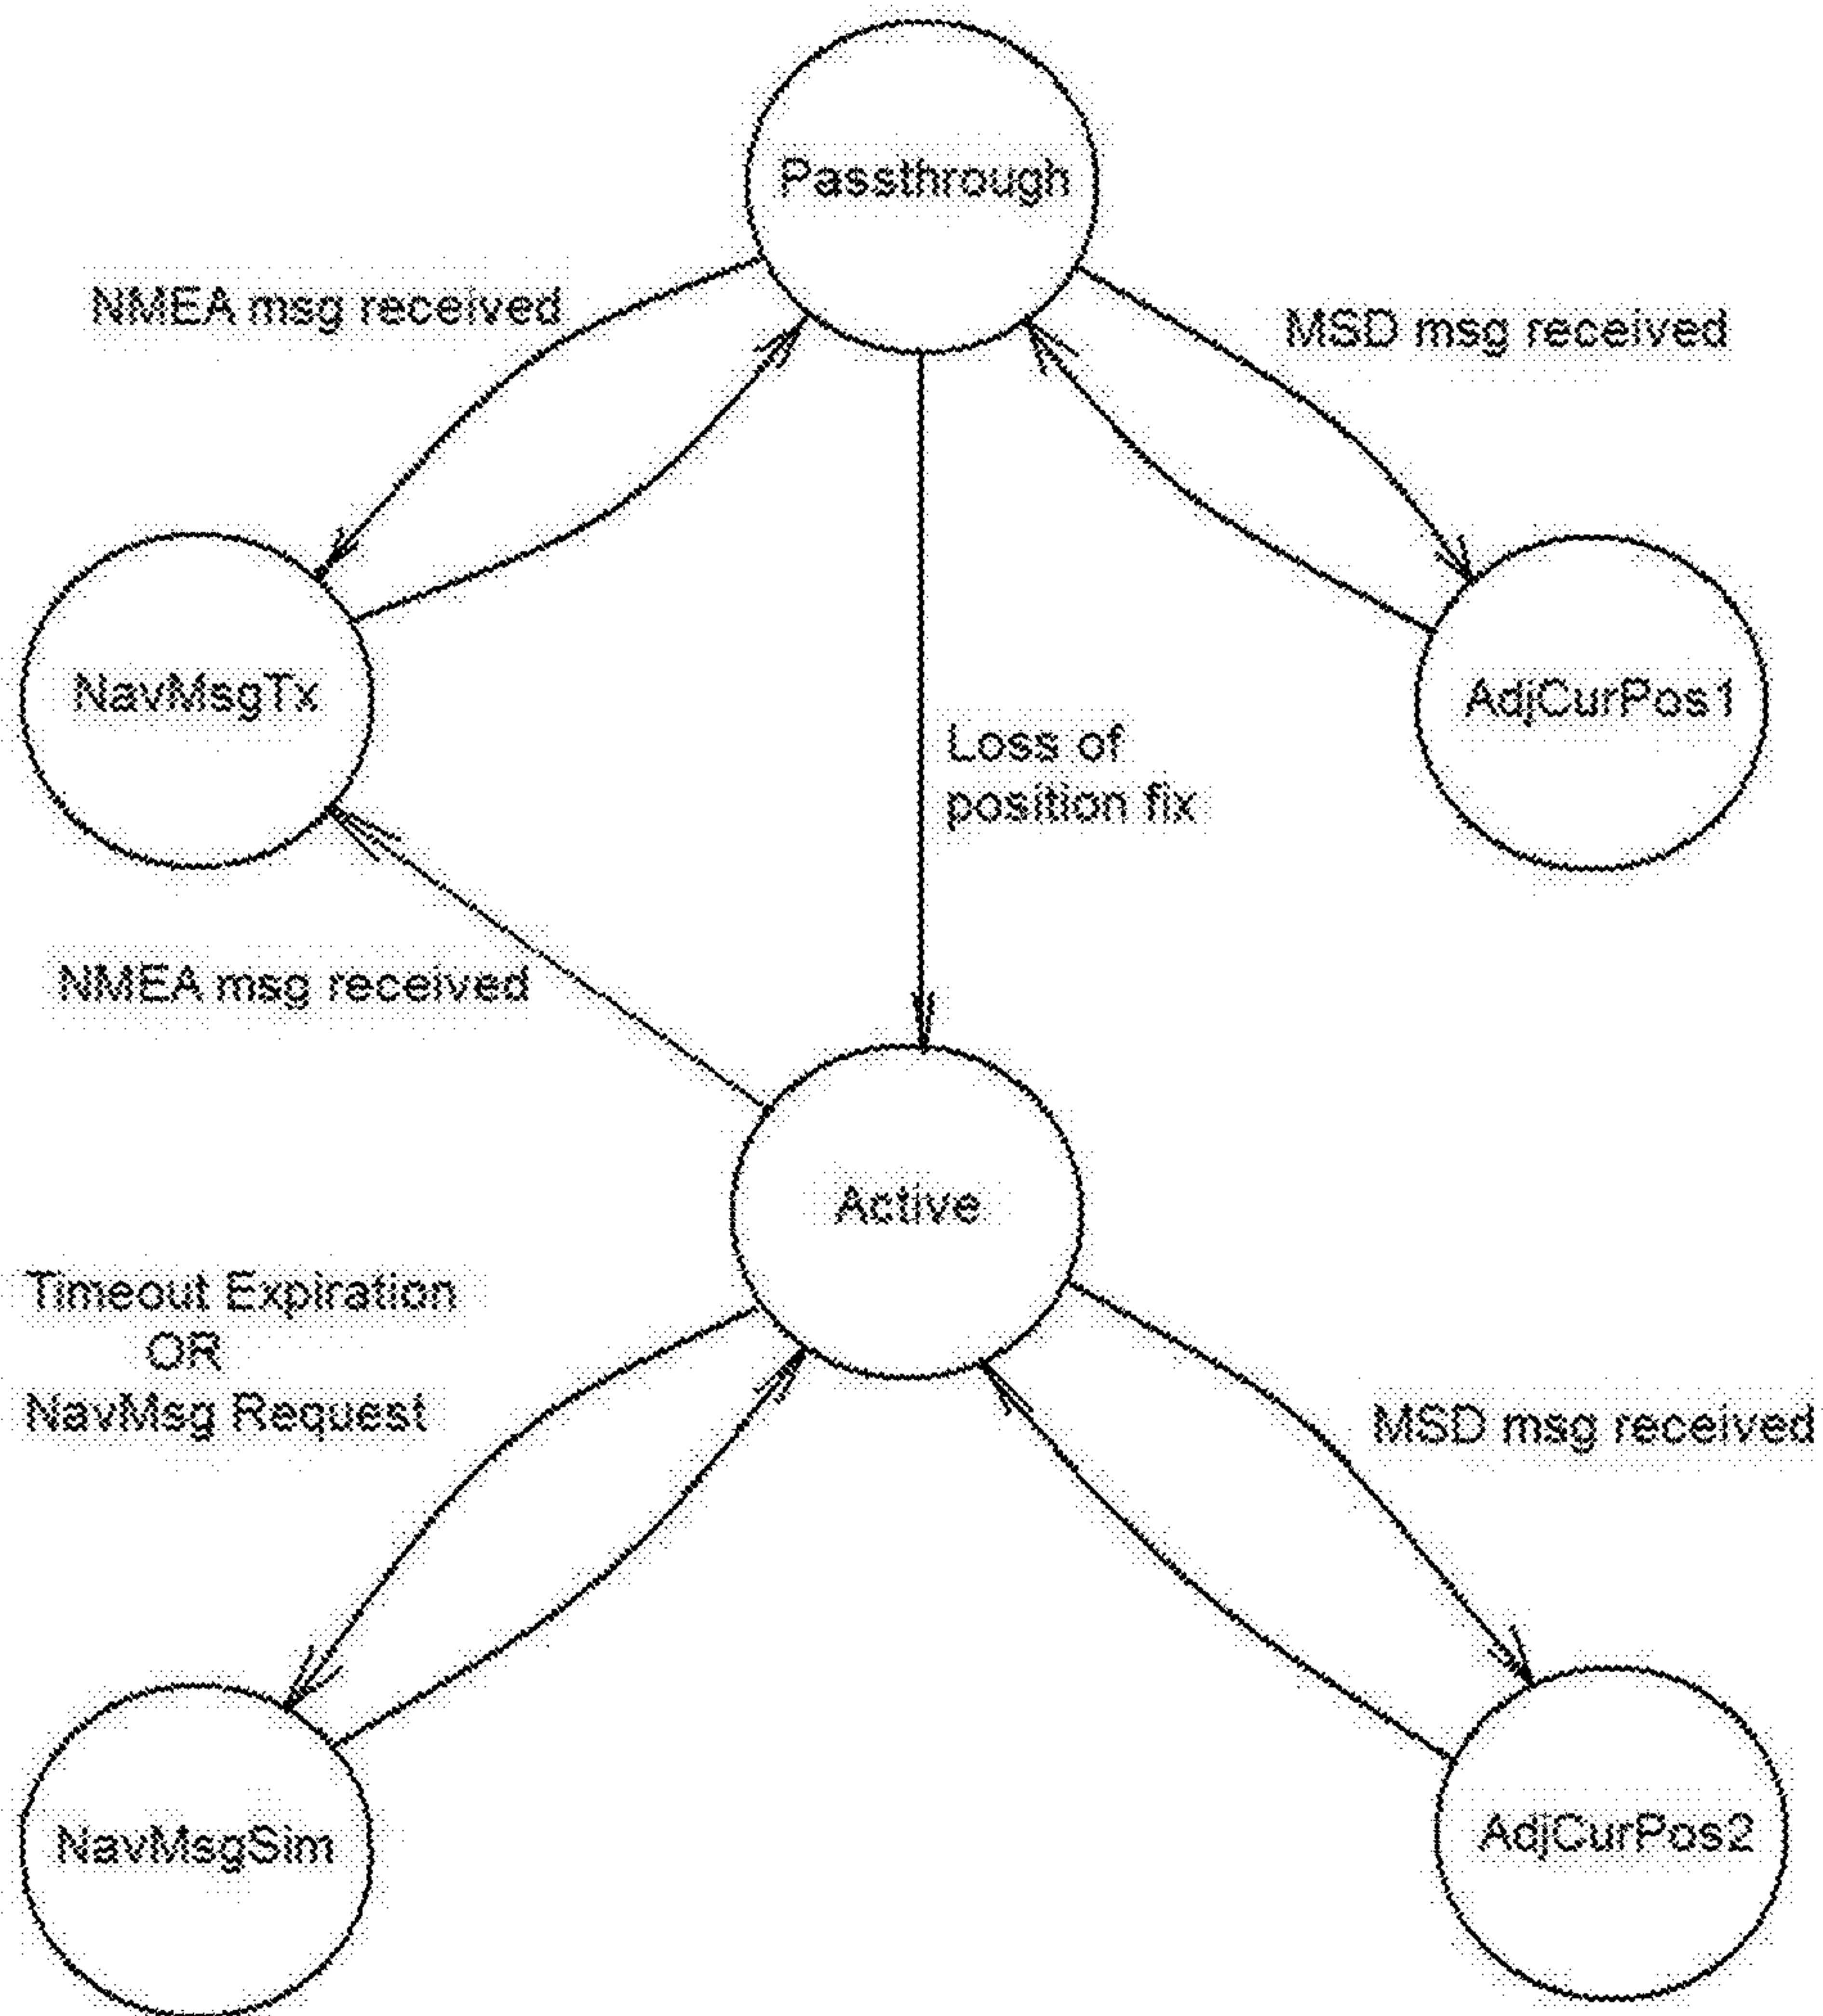 Passthrough
NMEA msg received
MSD msg received
NavMsgTx
AdjCurPos1
Loss of
position fix
NMEA msg received
Active
Timeout Expiration
OR
NavMsg Request
MSD msg received
NavMsgSim
AdjCurPos2